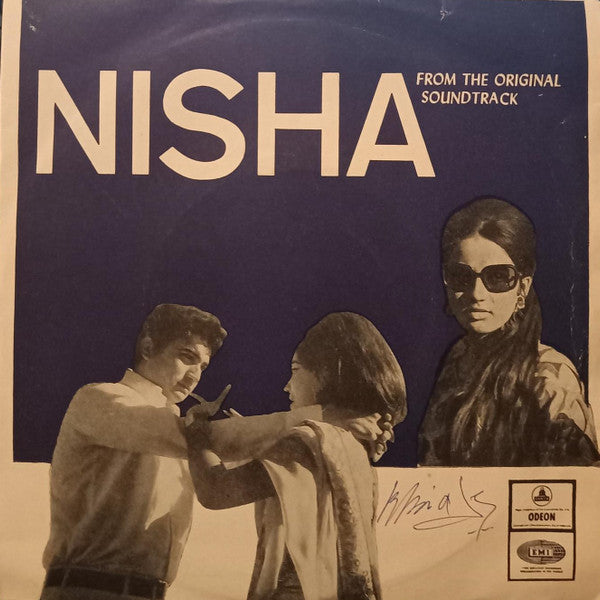 NISHA
FROM THE ORIGINAL
SOUNDTRACK
ODEON
EMI